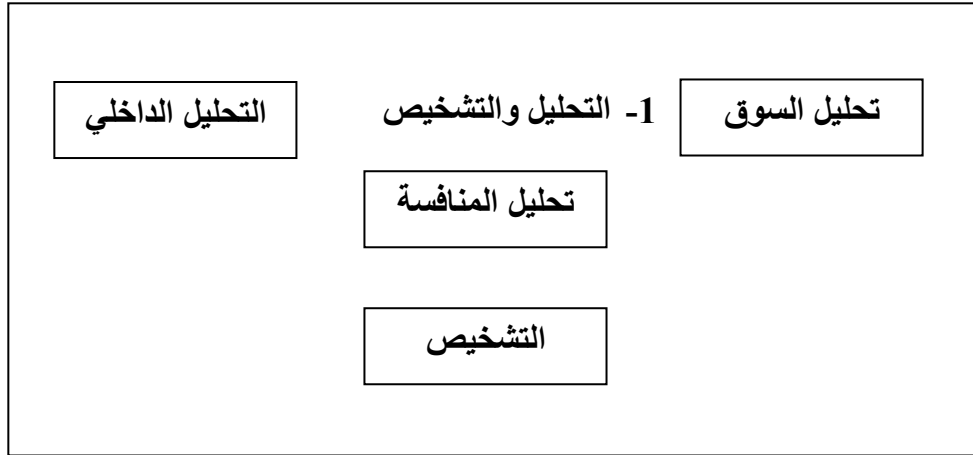 تحليل السوق
1- التحليل والتشخيص
التحليل الداخلي
تحليل المنافسة
التشخيص